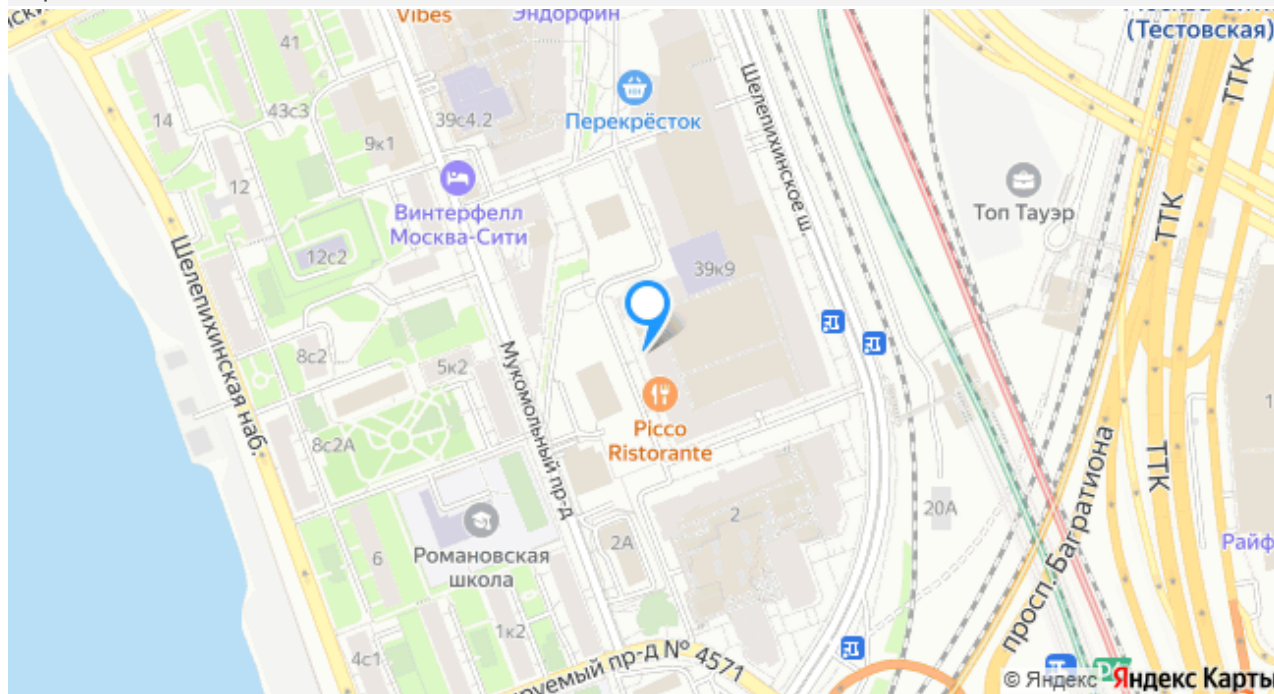 Vibes
Эндорфин
(Тестовская)
41
ТТК
43с3
14
39с4.2
Перекрёсток
Шелепихинское ш.
9к1
12
Винтерфелл
Москва-Сити
Топ Тауэр
ТТК
12с2
39к9
Шелепихинская наб.
8с2
5к2
Мукомольный пр-д
Picco
Ristorante
8с2А
ТТК
просп. Багратиона
2
20А
2А
6
Романовская
школа
1к2
4с1
пр-д № 4571
© Яндекс
Яндекс Карты